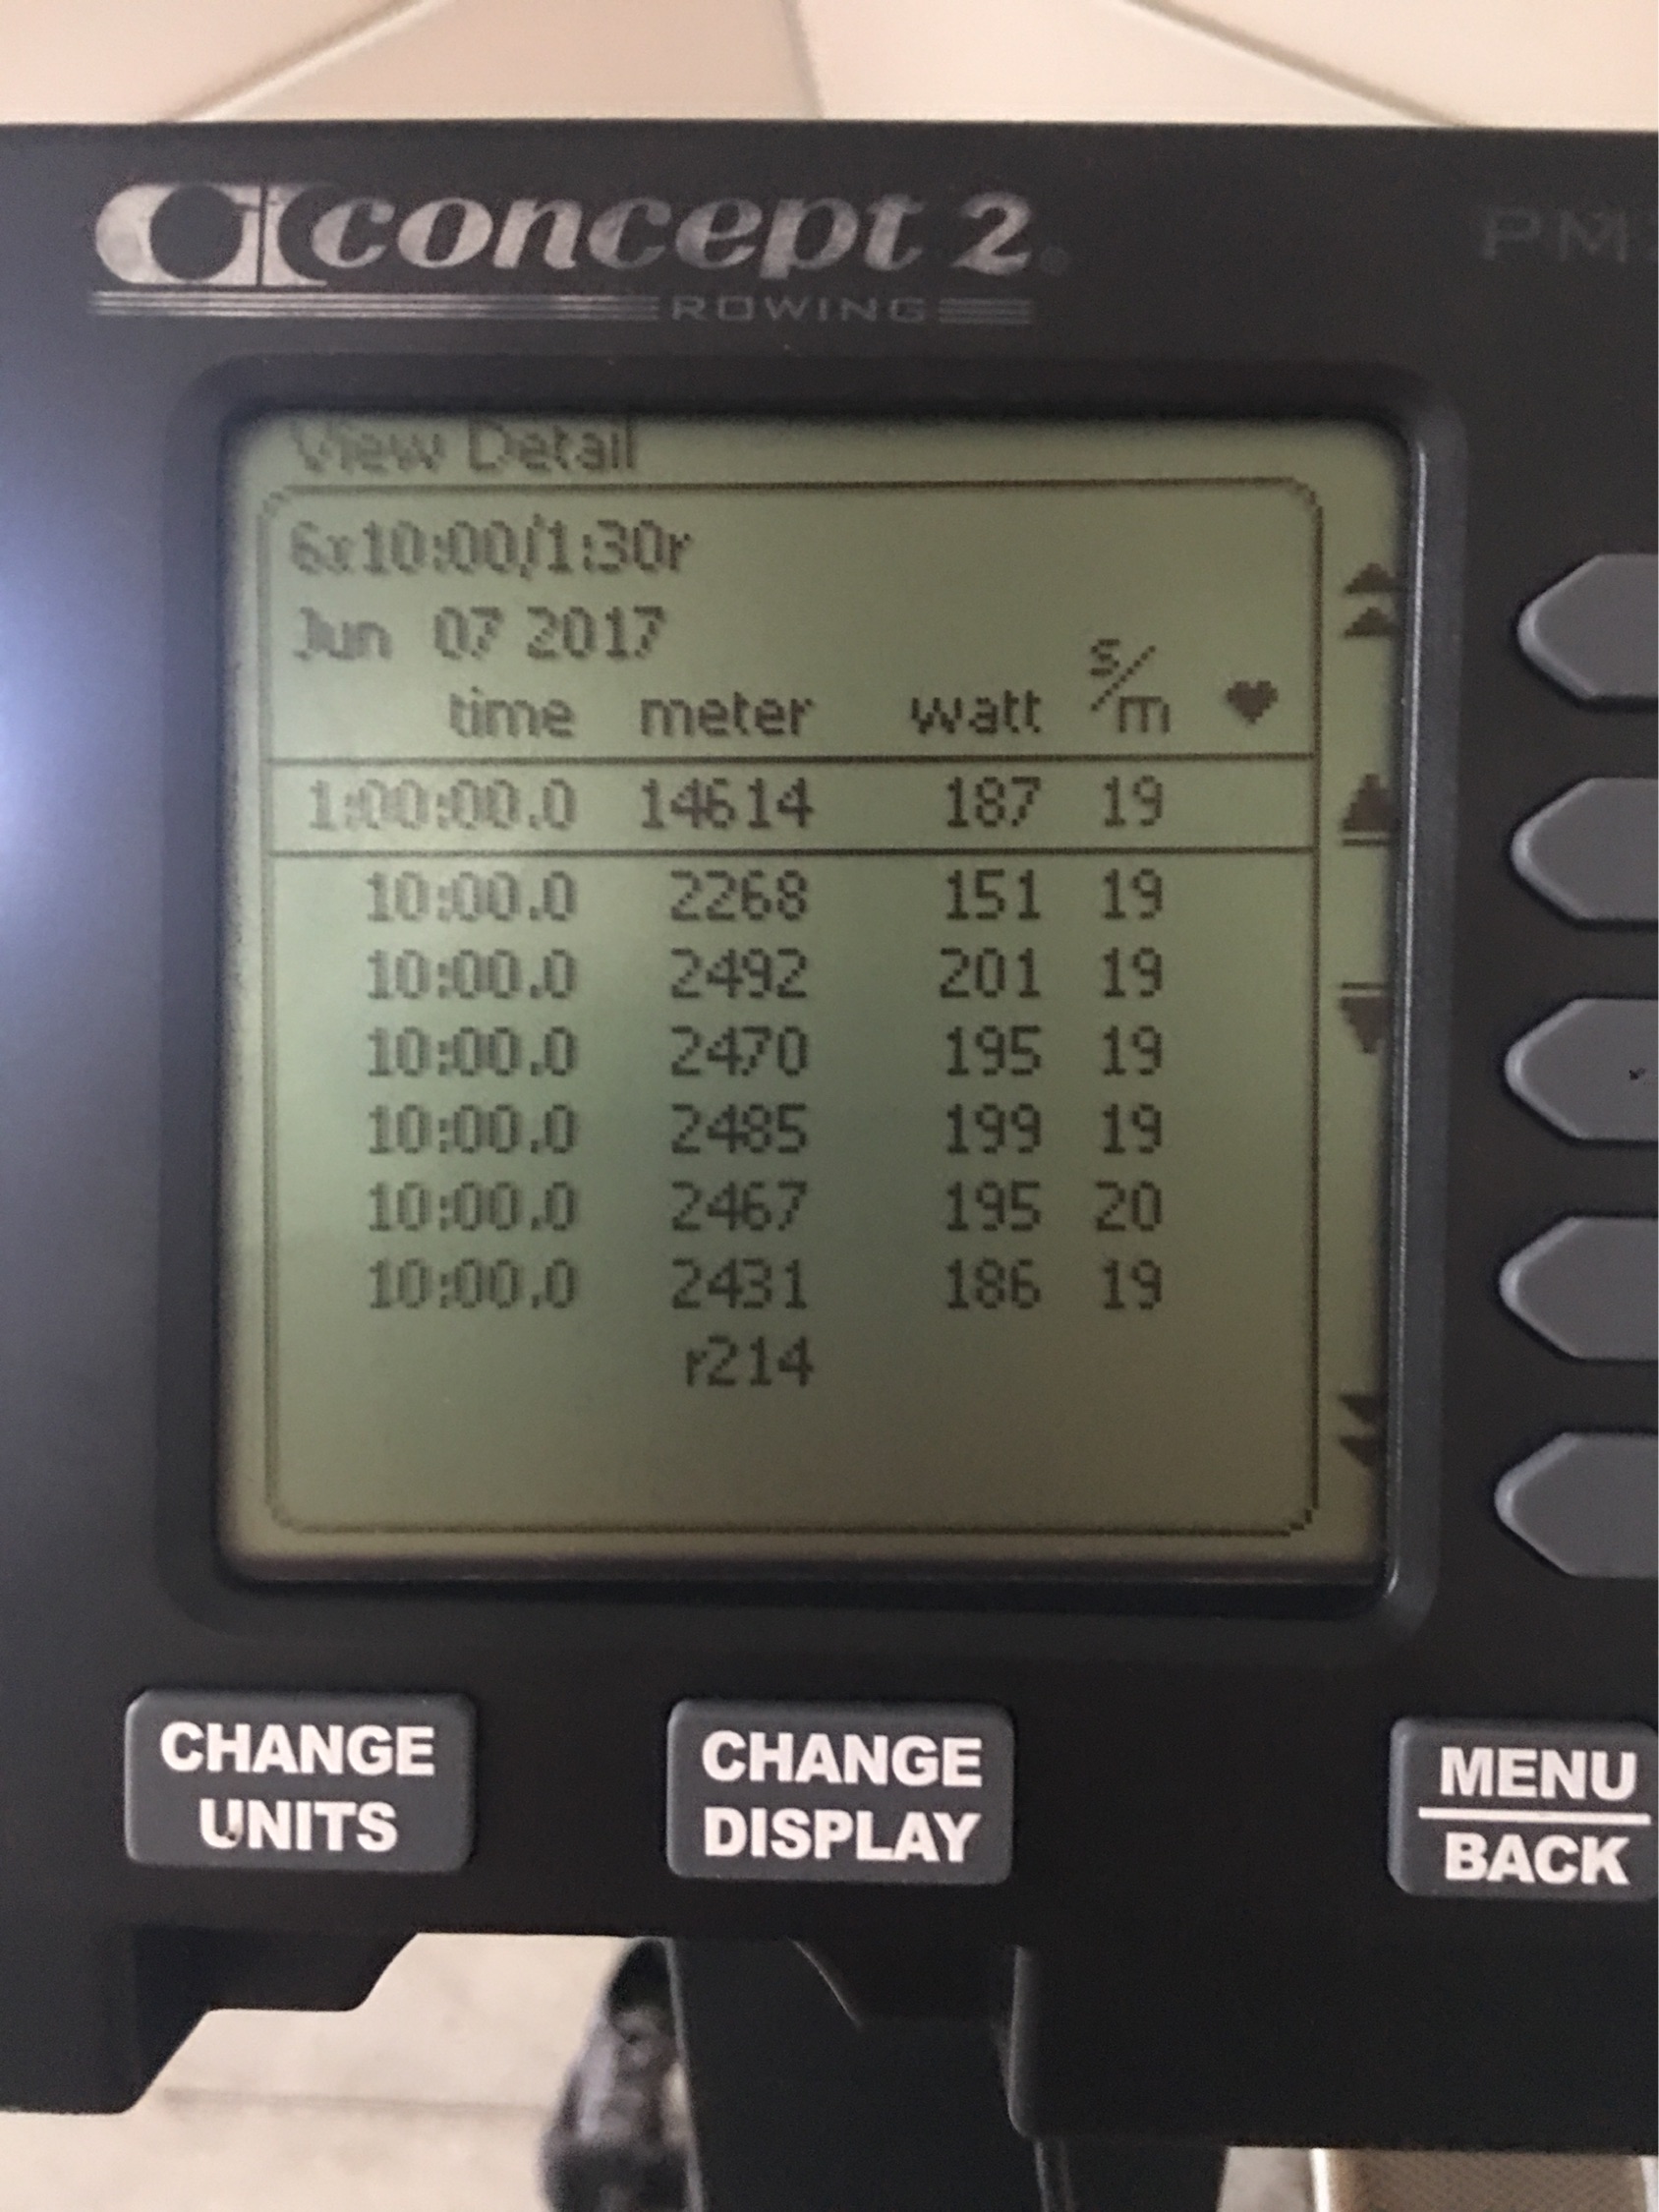 concept 2
ROWING
PM
View Detail
6x10:00/1:30r
Jun 07 2017
time meter watt s/m ♥
1:00:00.0 14614 187 19
10:00.0 2268 151 19
10:00.0 2492 201 19
10:00.0 2470 195 19
10:00.0 2485 199 19
10:00.0 2467 195 20
10:00.0 2431 186 19
r214
CHANGE
UNITS
CHANGE
DISPLAY
MENU
BACK